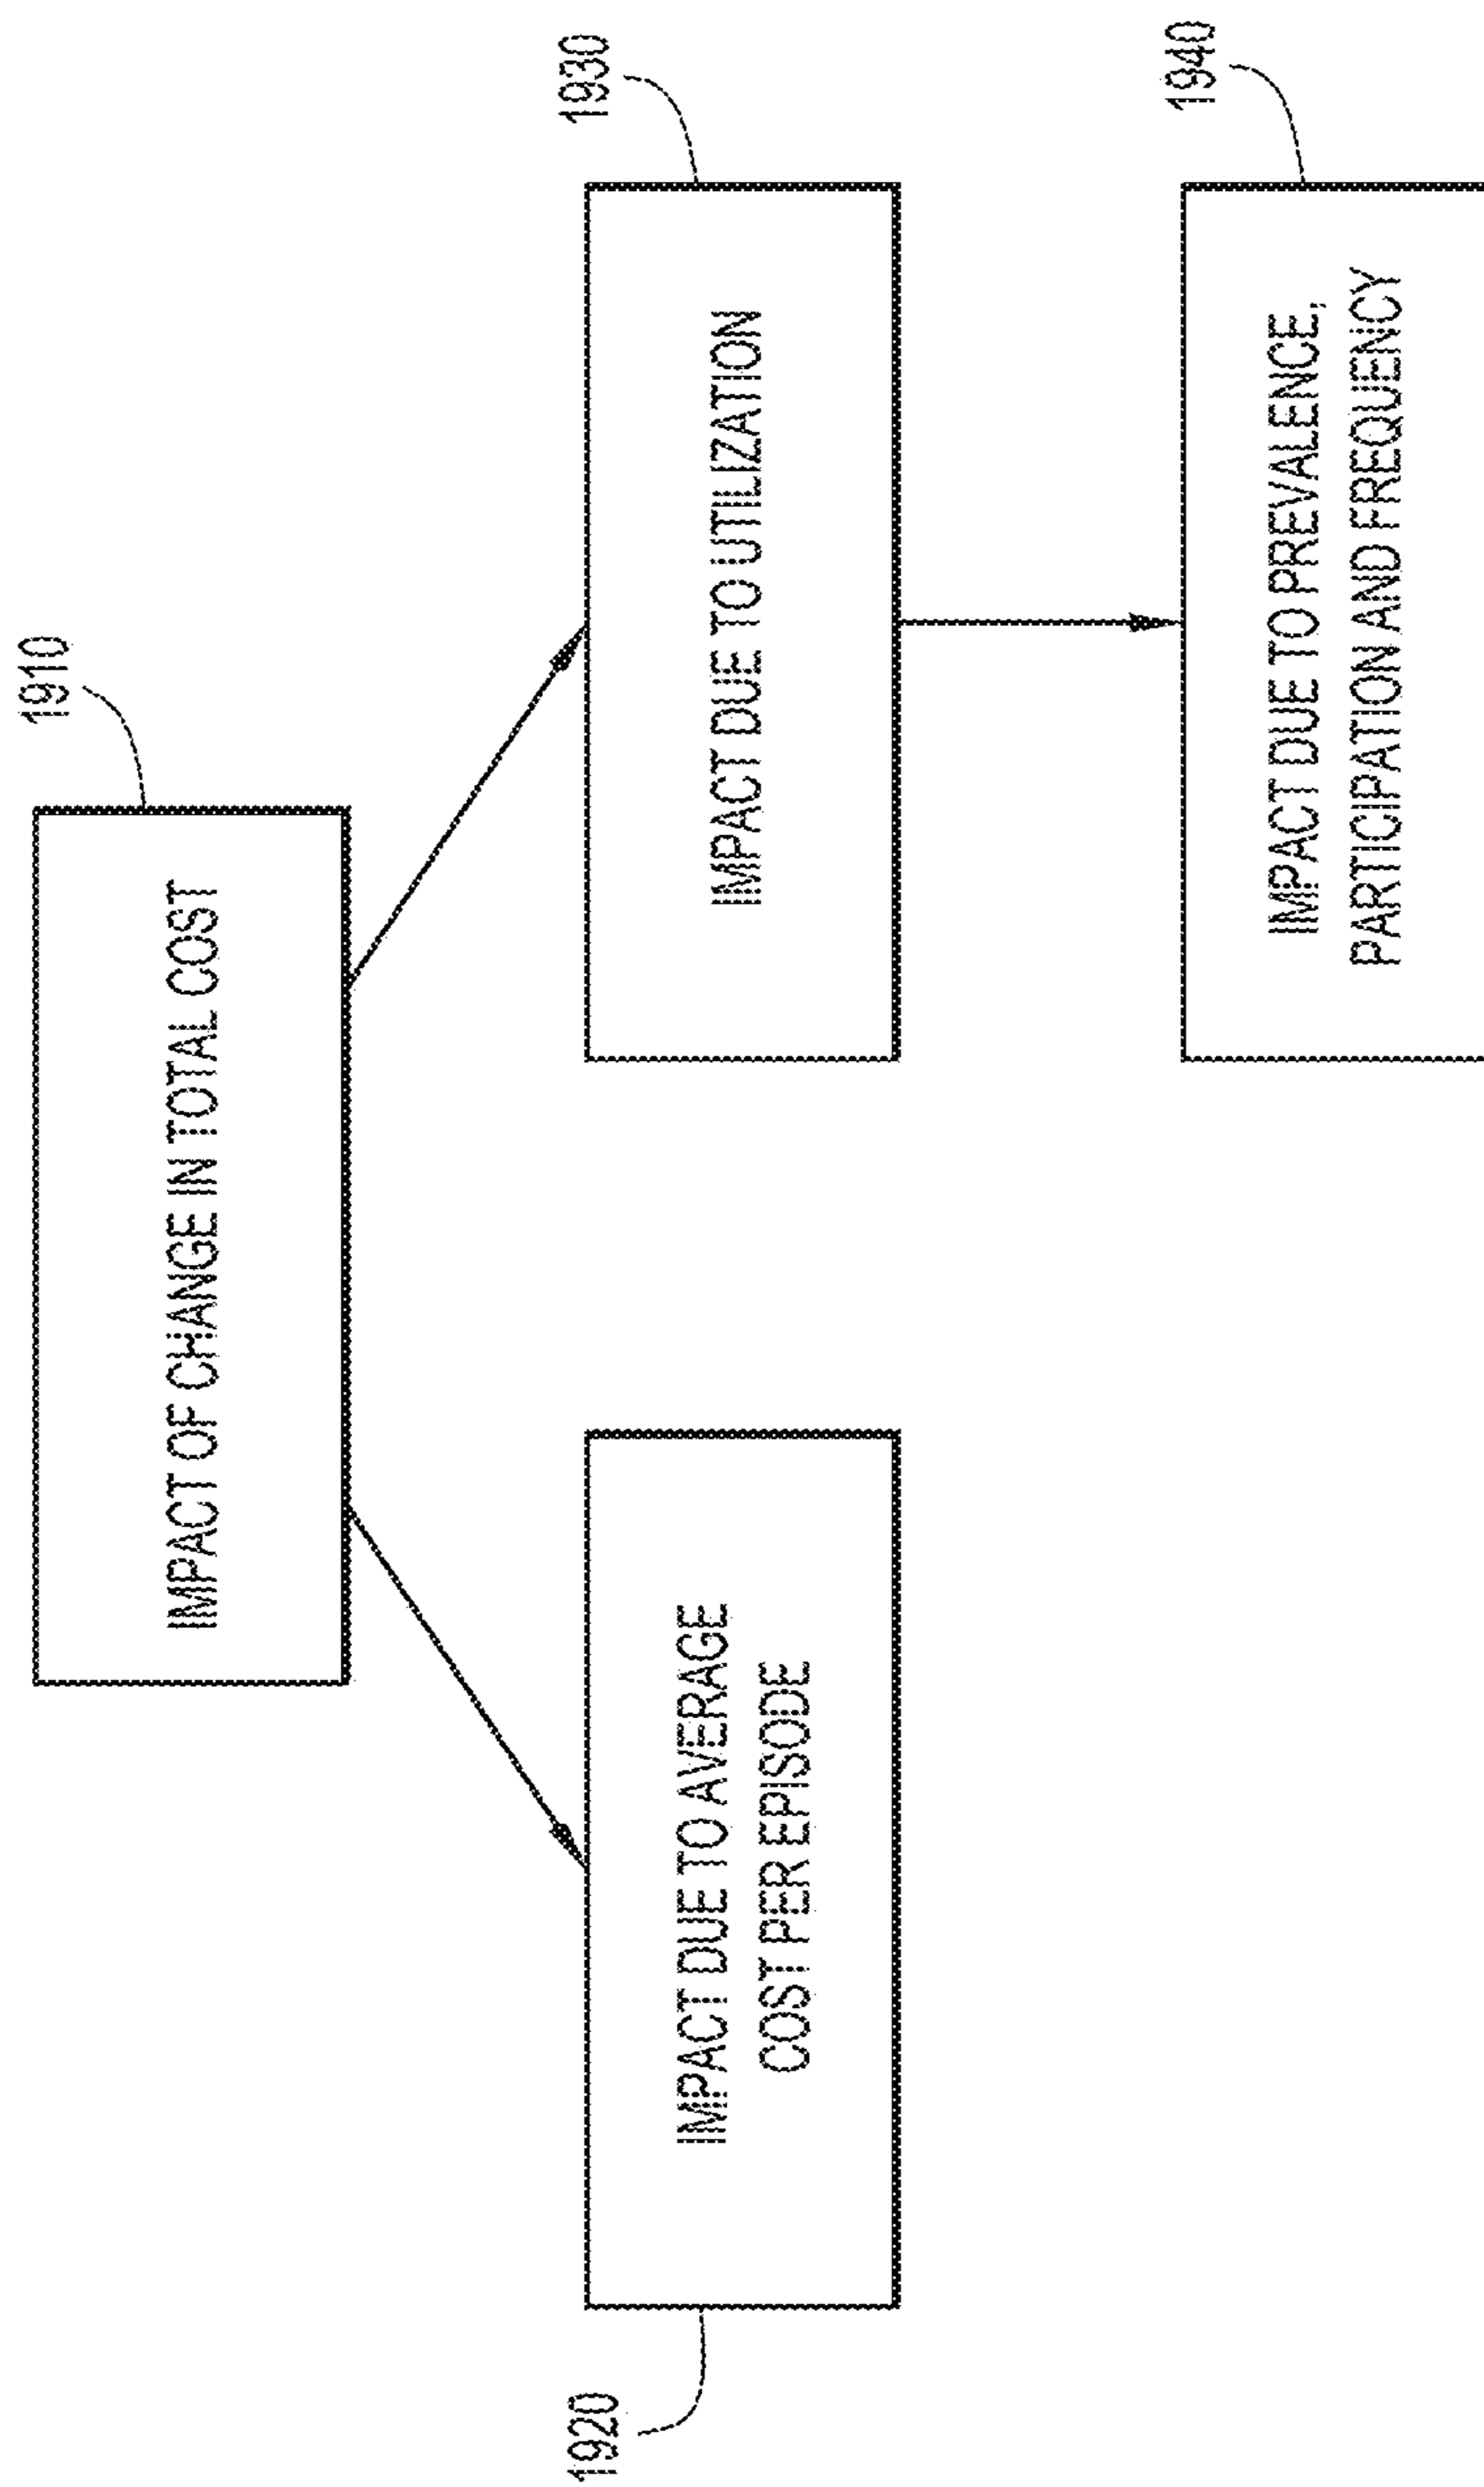 1910
IMPACT OF CHANGE IN TOTAL COST
1920
IMPACT DUE TO AVERAGE
COST PER EPISODE
1930
IMPACT DUE TO UTILIZATION
1940
IMPACT DUE TO PREVALENCE,
PARTICIPATION AND FREQUENCY